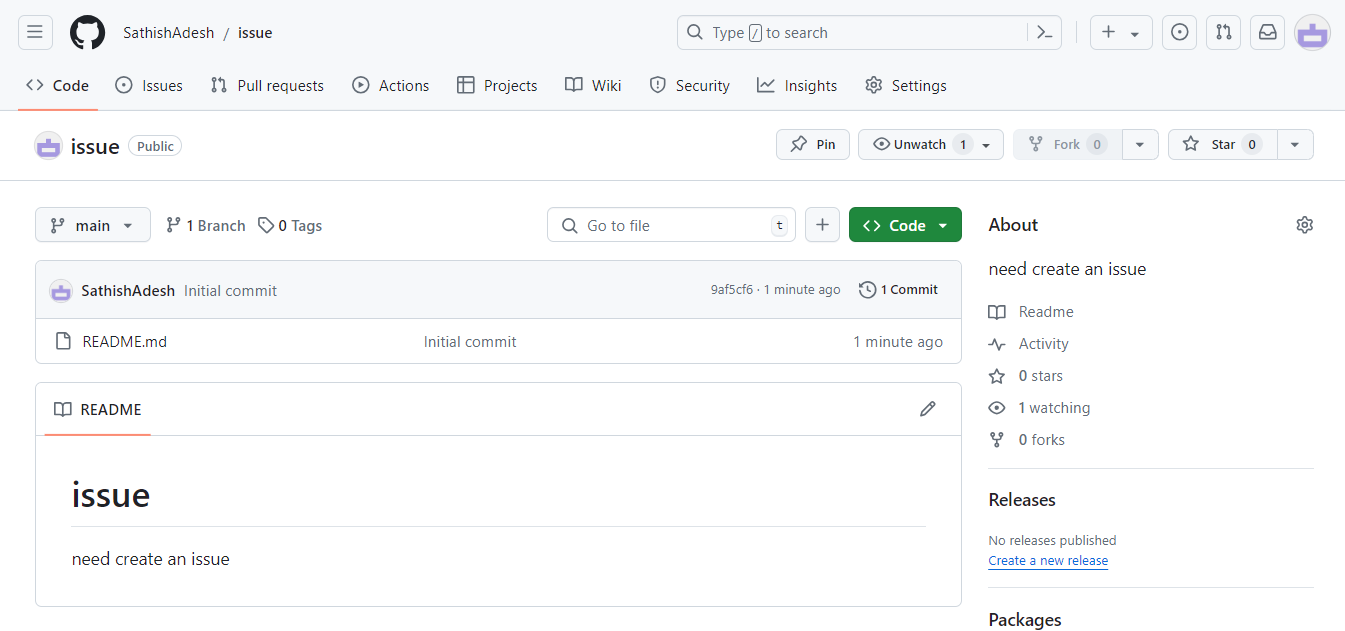 SathishAdesh / issue
Type / to search
Code Issues Pull requests Actions Projects Wiki Security Insights Settings
issue Public
Pin Unwatch 1 Fork 0 Star 0
main 1 Branch 0 Tags Go to file t Code
SathishAdesh Initial commit 9af5cf6 · 1 minute ago 1 Commit
README.md Initial commit 1 minute ago
README
issue
need create an issue
About
need create an issue
Readme
Activity
0 stars
1 watching
0 forks
Releases
No releases published
Create a new release
Packages